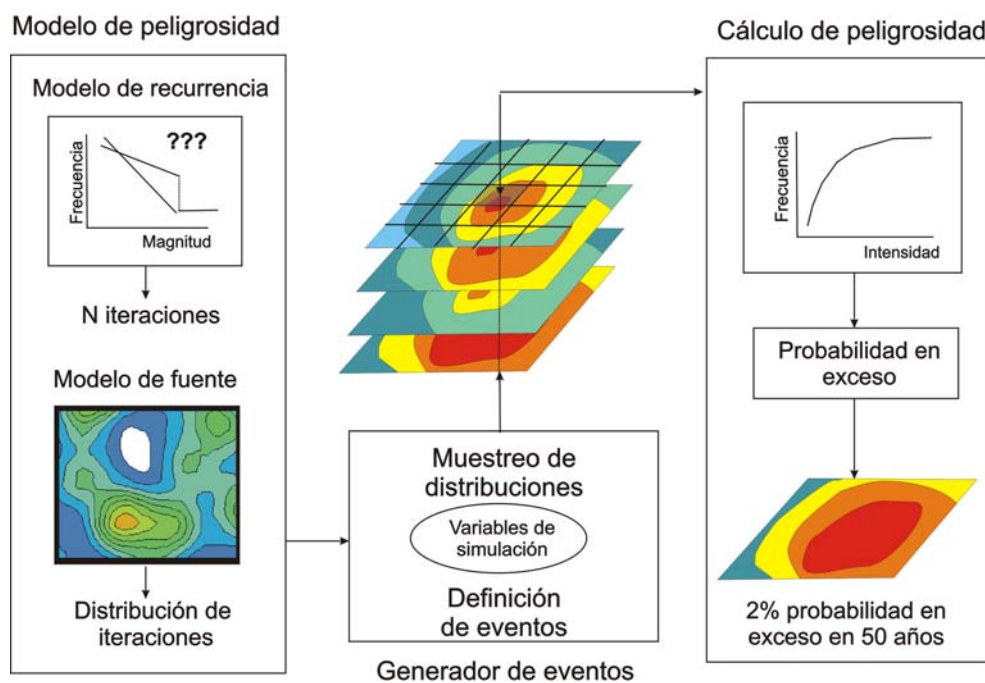 Modelo de peligrosidad
Modelo de recurrencia
???
Frecuencia
Magnitud
N iteraciones
Modelo de fuente
Distribución de
iteraciones
Muestreo de
distribuciones
Variables de
simulación
Definición
de eventos
Generador de eventos
Cálculo de peligrosidad
Frecuencia
Intensidad
Probabilidad en
exceso
2% probabilidad en
exceso en 50 años